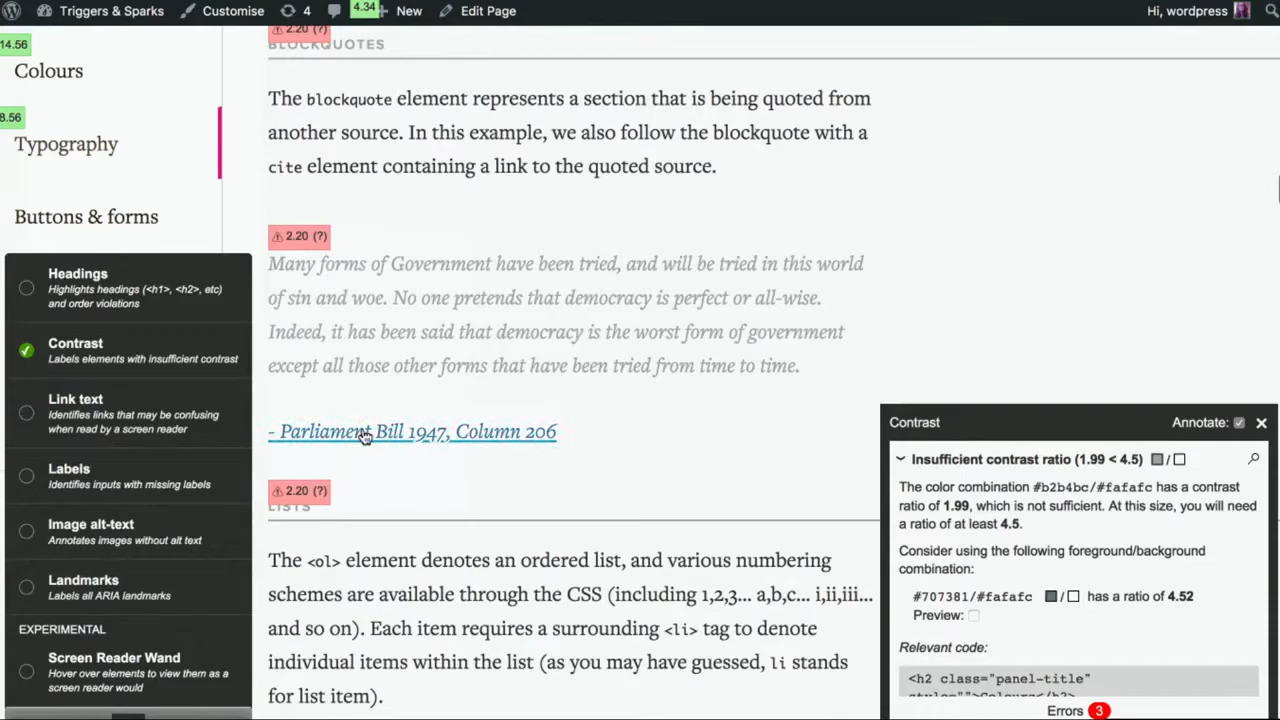 Triggers & Sparks Customise 4 4.34 New Edit Page Hi, wordpress
14.56
Colours
8.56
Typography
Buttons & forms
Headings
Highlights headings (<h1>, <h2>, etc)
and order violations
Contrast
Labels elements with insufficient contrast
Link text
Identifies links that may be confusing
when read by a screen reader
Labels
Identifies inputs with missing labels
Image alt-text
Annotates images without alt text
Landmarks
Labels all ARIA landmarks
EXPERIMENTAL
Screen Reader Wand
Hover over elements to view them as a
screen reader would
2.20 (?)
BLOCKQUOTES
The blockquote element represents a section that is being quoted from
another source. In this example, we also follow the blockquote with a
cite element containing a link to the quoted source.
2.20 (?)
Many forms of Government have been tried, and will be tried in this world
of sin and woe. No one pretends that democracy is perfect or all-wise.
Indeed, it has been said that democracy is the worst form of government
except all those other forms that have been tried from time to time.
- Parliament Bill 1947, Column 206
2.20 (?)
LISTS
The <ol> element denotes an ordered list, and various numbering
schemes are available through the CSS (including 1,2,3... a,b,c... i,ii,iii...
and so on). Each item requires a surrounding <li> tag to denote
individual items within the list (as you may have guessed, li stands
for list item).
Contrast Annotate:
Insufficient contrast ratio (1.99 < 4.5) /
The color combination #b2b4bc/#fafafc has a contrast
ratio of 1.99, which is not sufficient. At this size, you will need
a ratio of at least 4.5.
Consider using the following foreground/background
combination:
#707381/#fafafc / has a ratio of 4.52
Preview:
Relevant code:
<h2 class="panel-title"
style="">Colours</h2>
Errors 3